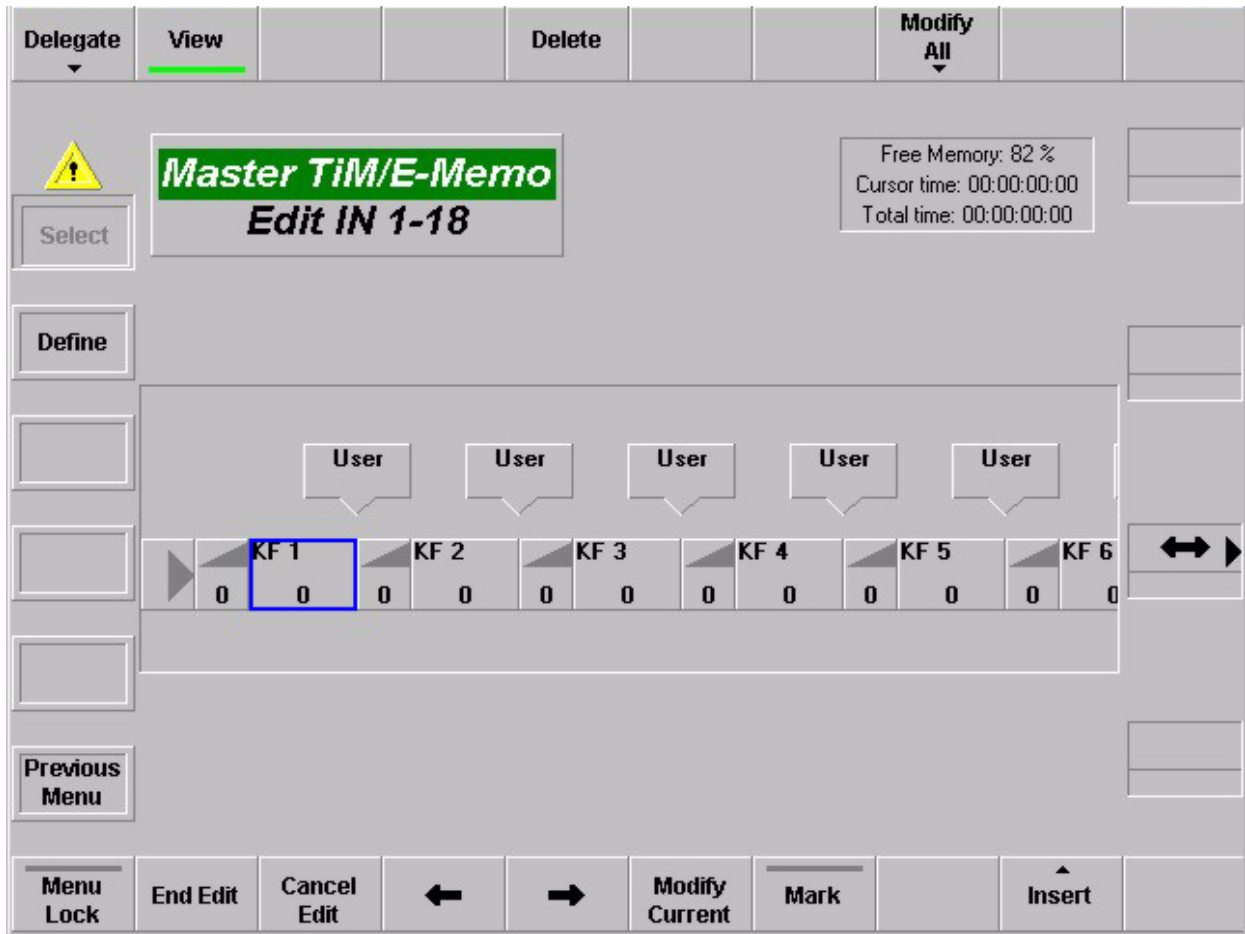 Delegate View Delete Modify All
Master TiM/E-Memo
Edit IN 1-18
Free Memory: 82 %
Cursor time: 00:00:00:00
Total time: 00:00:00:00
Select
Define
User User User User User
KF 1 KF 2 KF 3 KF 4 KF 5 KF 6
0 0 0 0 0 0 0 0 0 0 0 0
Previous
Menu
Menu Lock End Edit Cancel Edit Modify Current Mark Insert